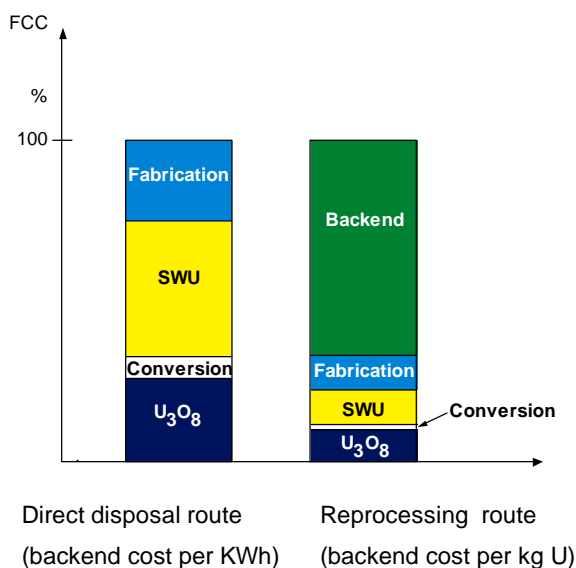 FCC
%
100
Fabrication
SWU
Conversion
U3O8
Backend
Fabrication
SWU
Conversion
U3O8
Direct disposal route
(backend cost per KWh)
Reprocessing route
(backend cost per kg U)